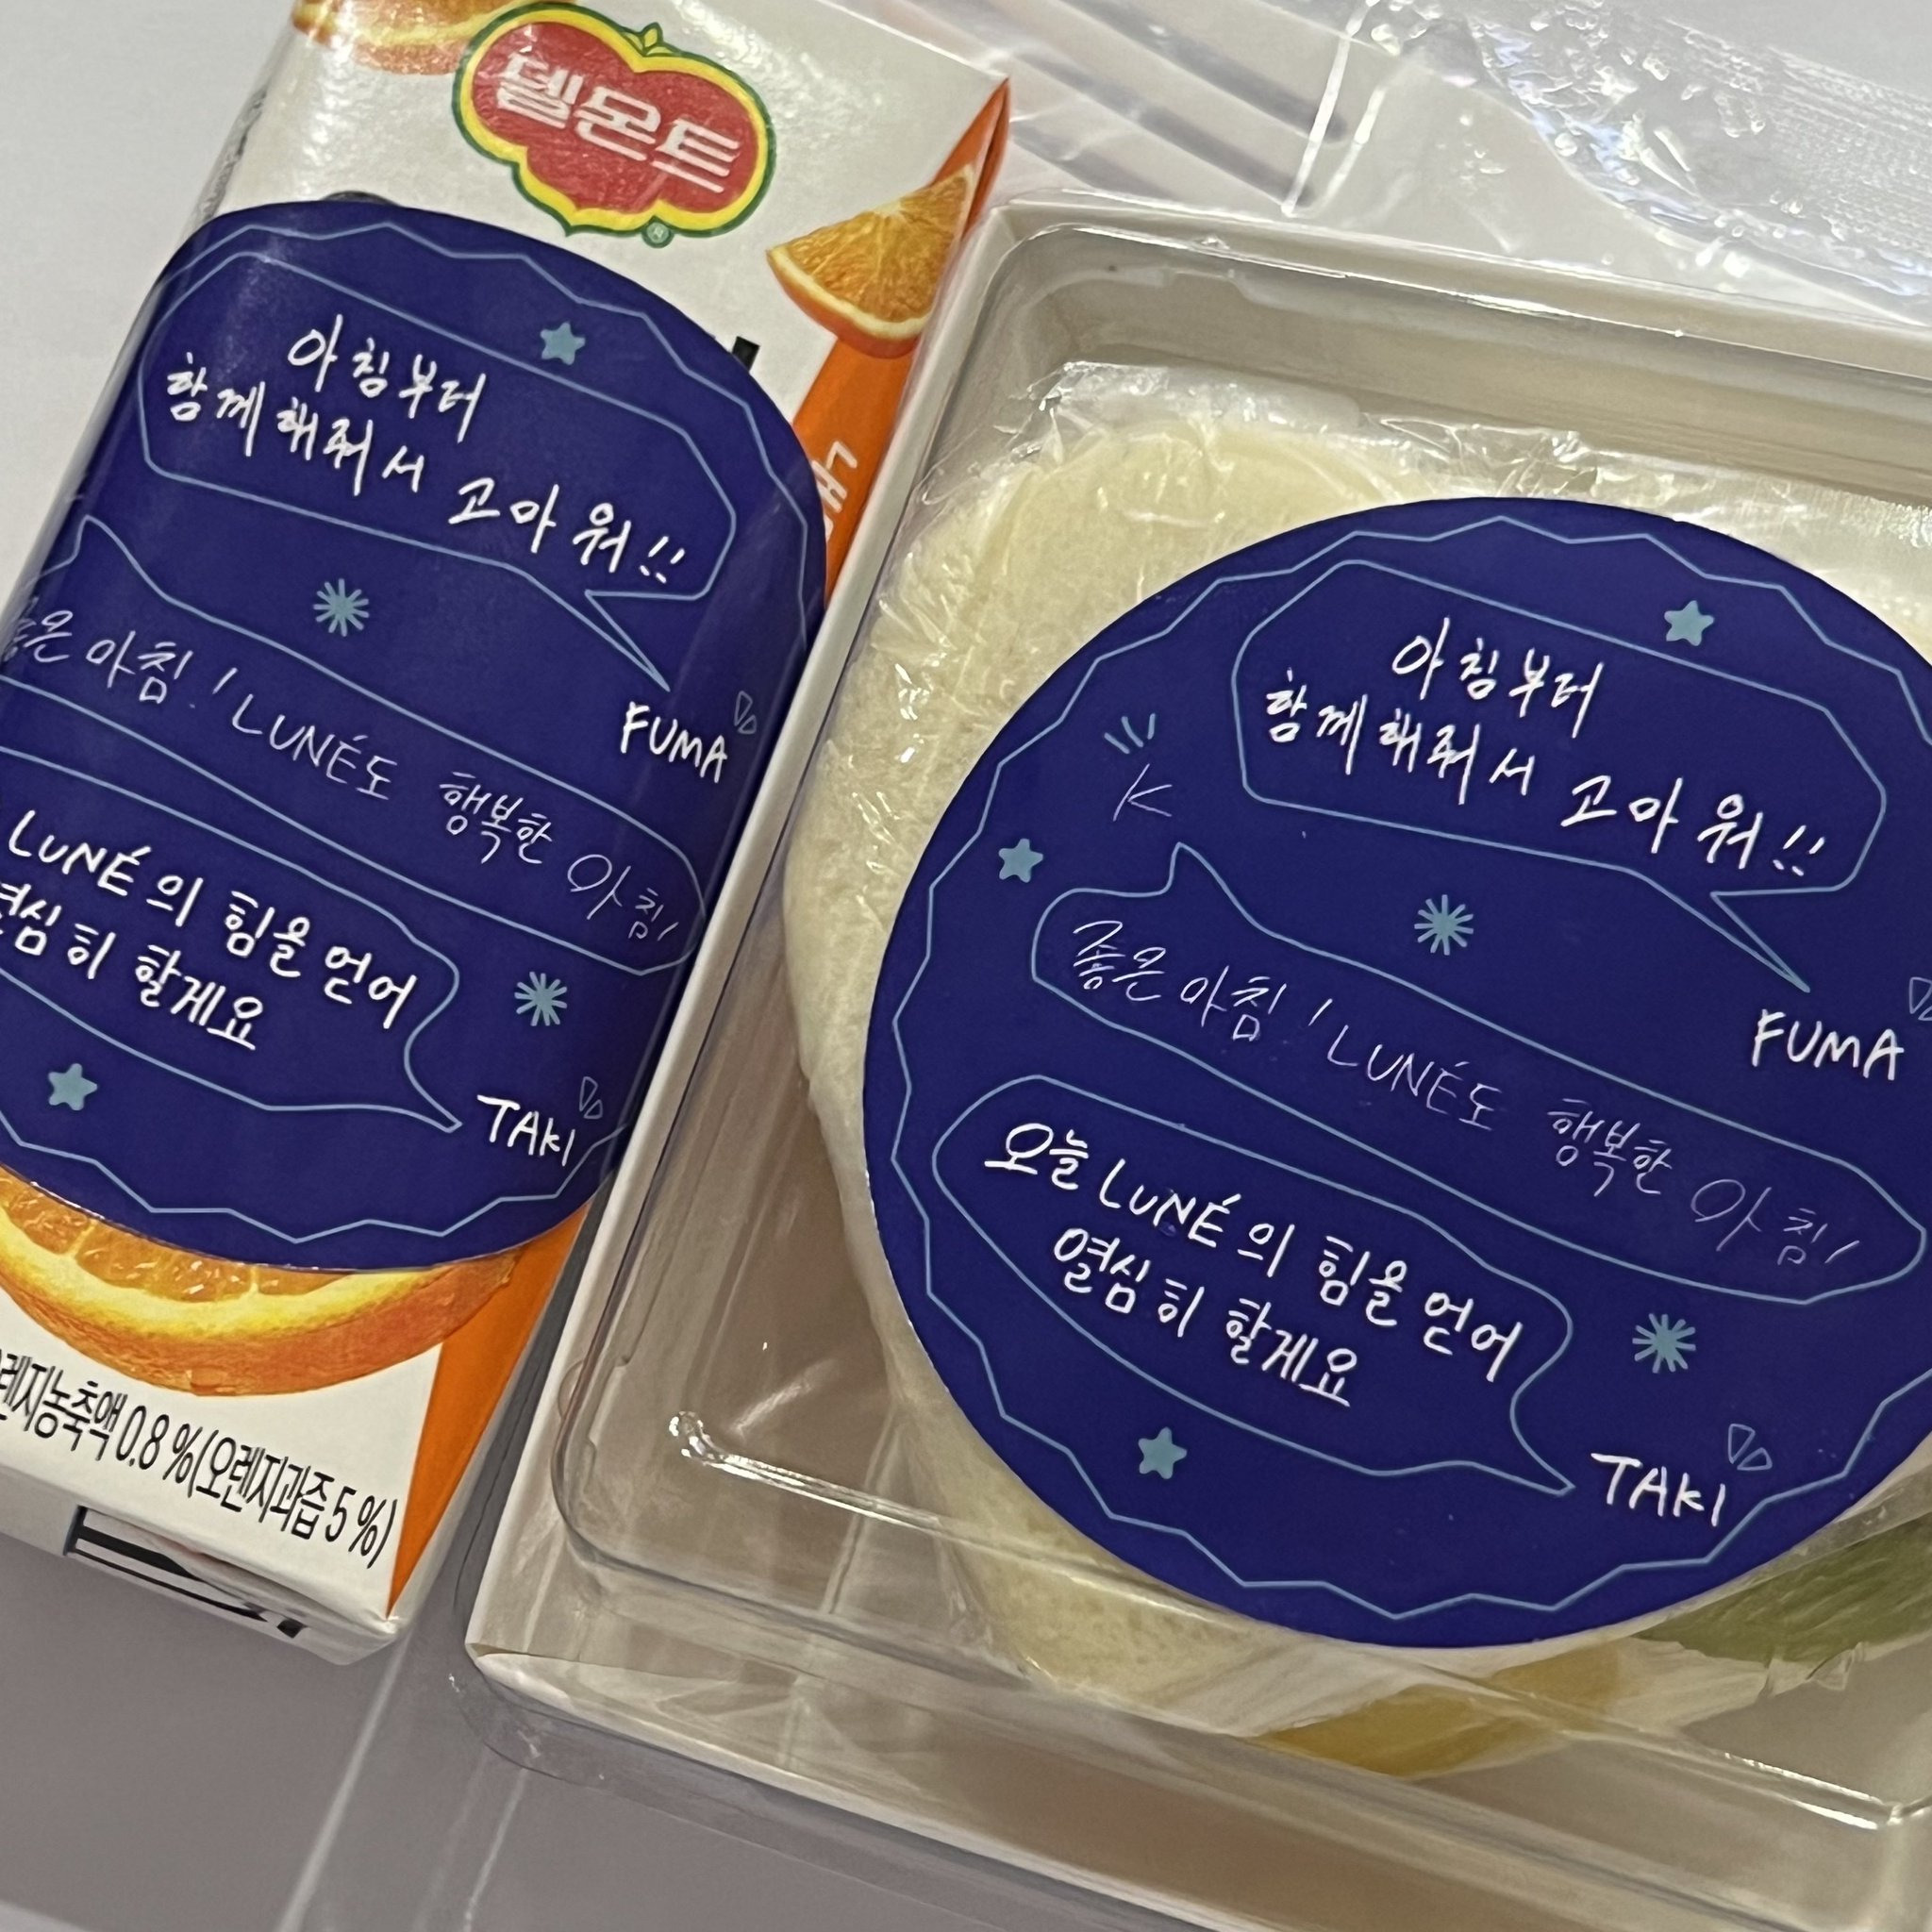 델몬트
아침부터
함께해줘서 고마워!!
FUMA
좋은 아침! LUNÉ도 행복한 아침!
LUNÉ의 힘을 얻어
열심히 할게요
TAKI
오렌지농축액 0.8 %(오렌지과즙 5 %)
아침부터
함께해줘서 고마워!!
FUMA
K
좋은 아침! LUNÉ도 행복한 아침!
오늘 LUNÉ의 힘을 얻어
열심히 할게요
TAKI